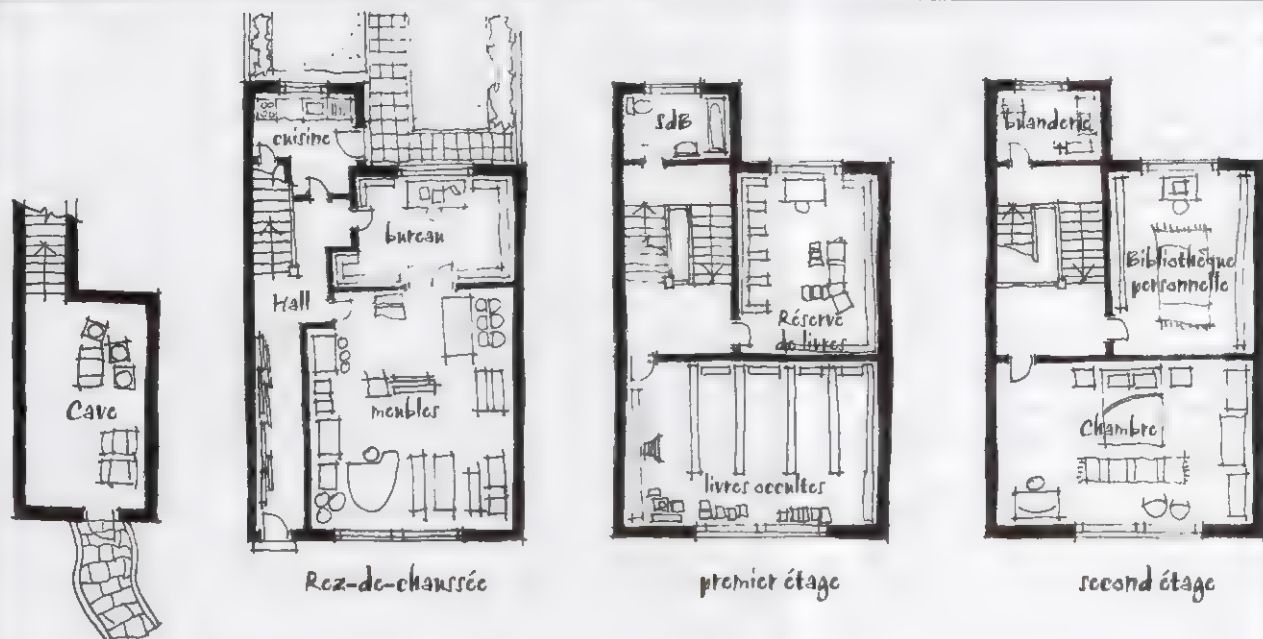 Cave
cuisine
bureau
Hall
meubles
Rez-de-chaussée
SdB
Réserve
de livres
livres occultes
premier étage
buanderie
Bibliothèque
personnelle
Chambre
second étage